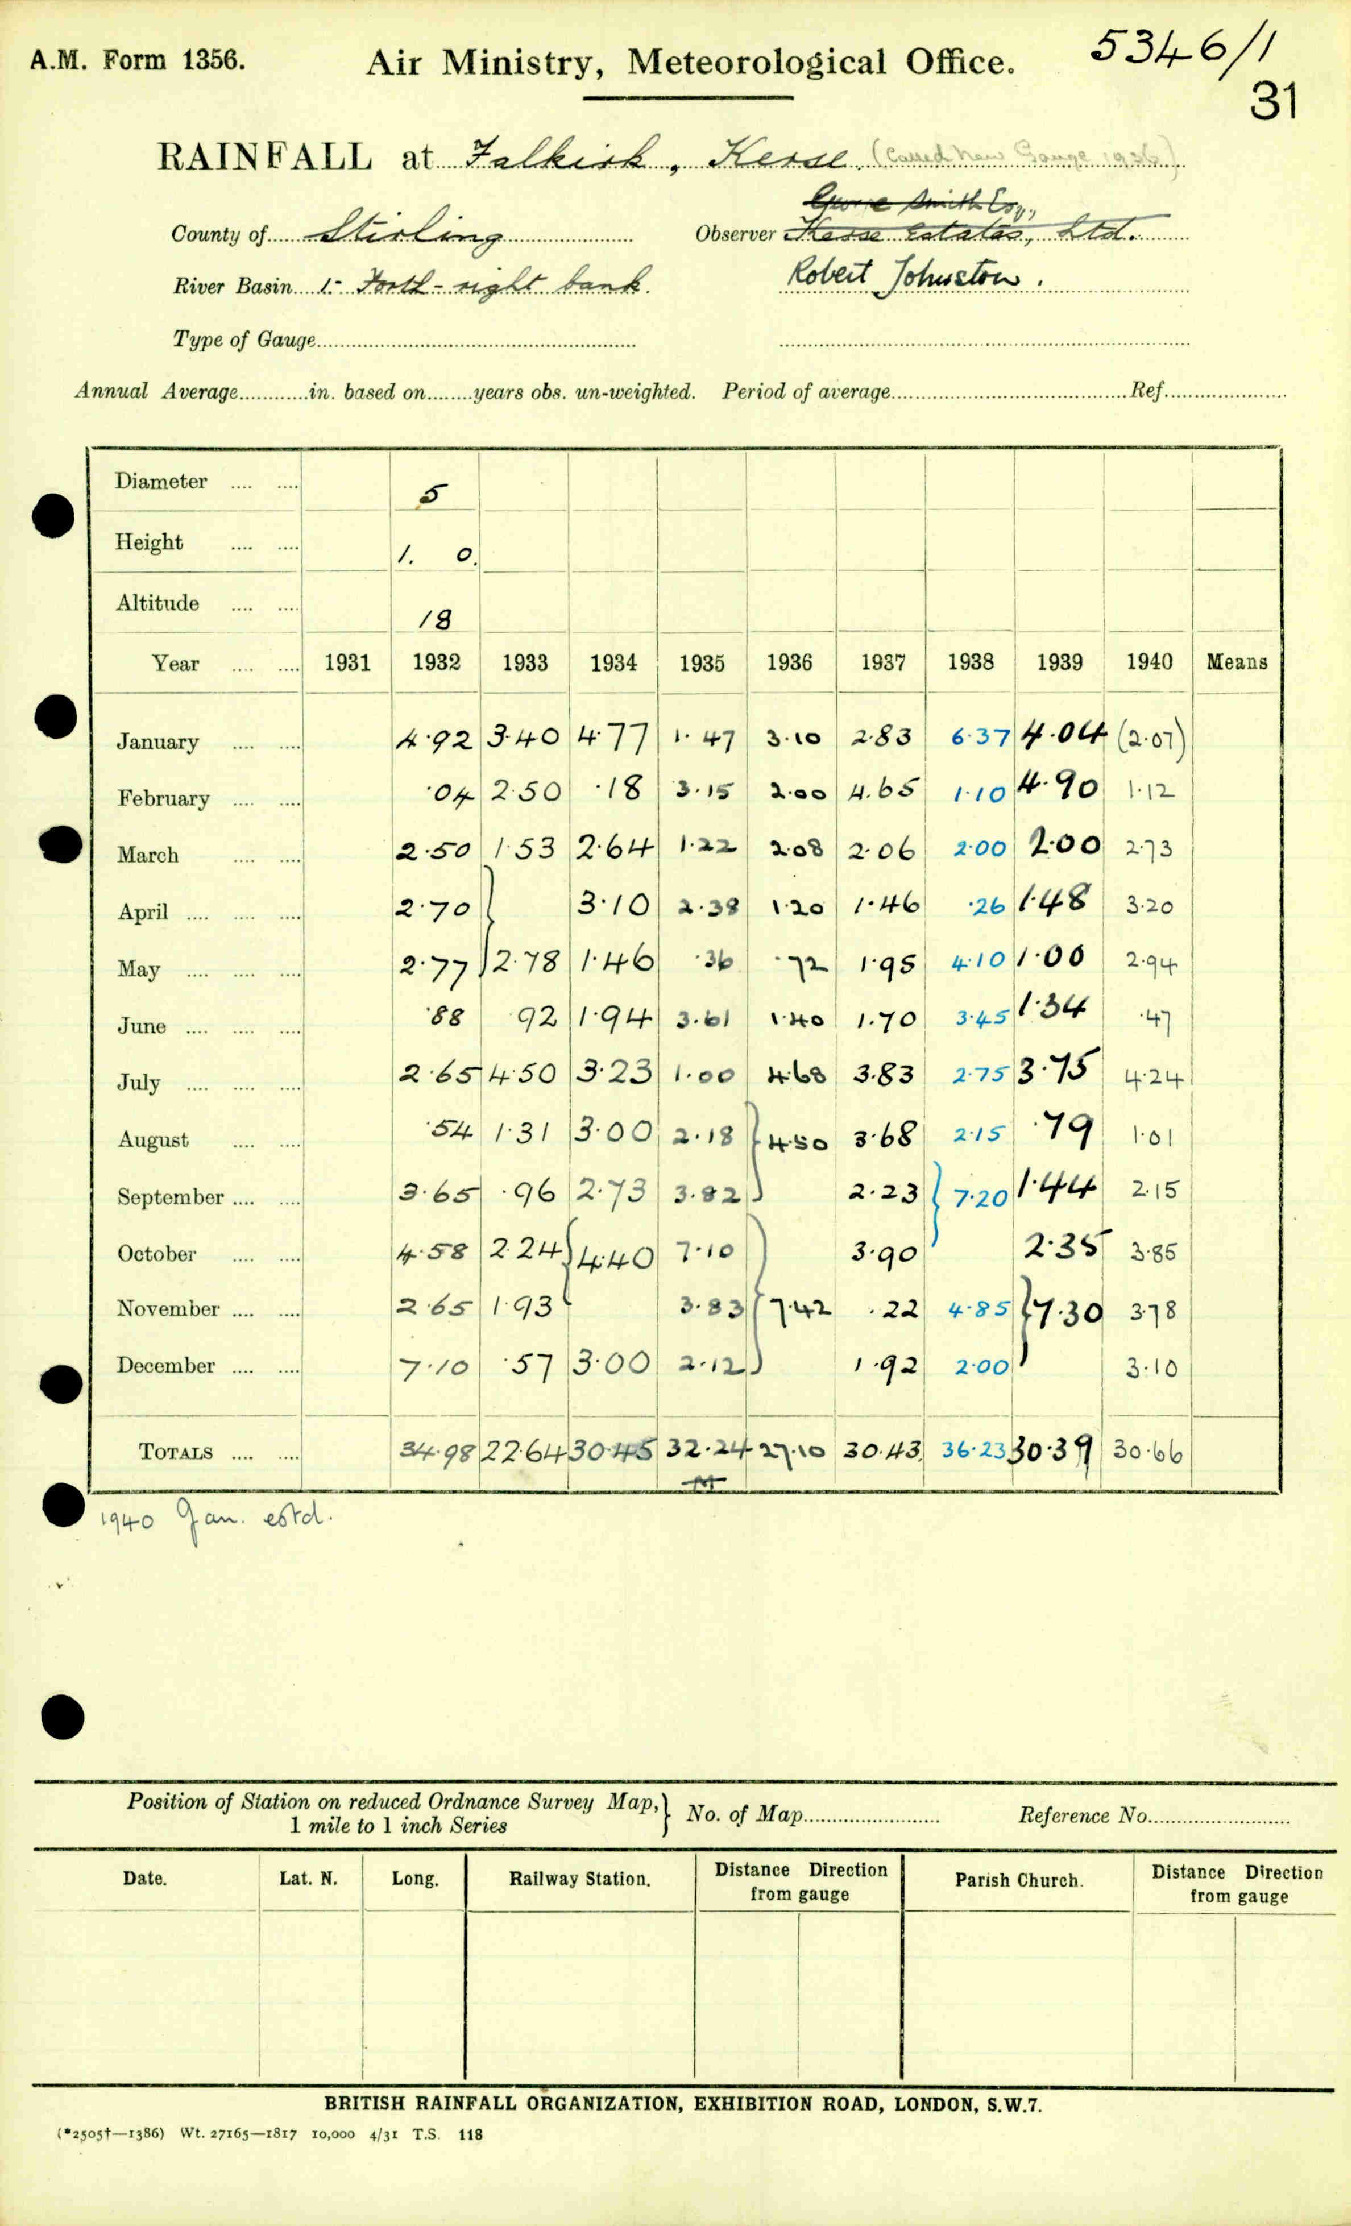 A.M. Form 1356.
Air Ministry, Meteorological Office.
5346/1
31
RAINFALL at Falkirk, Kerse. (Called New Gauge 1936)
George Smith Esq,
County of Stirling Observer Kerse Estates, Ltd.
River Basin 1- Forth - right bank Robert Johnston.
Type of Gauge
Annual Average in. based on years obs. un-weighted. Period of average Ref.
Diameter 5
Height 1. 0.
Altitude 18
Year 1931 1932 1933 1934 1935 1936 1937 1938 1939 1940 Means
January 4.92 3.40 4.77 1.47 3.10 2.83 6.37 4.04 (2.07)
February .04 2.50 .18 3.15 2.00 4.65 1.10 4.90 1.12
March 2.50 1.53 2.64 1.22 2.08 2.06 2.00 2.00 2.73
April 2.70 } 3.10 2.38 1.20 1.46 .26 1.48 3.20
May 2.77 2.78 1.46 .36 .72 1.95 4.10 1.00 2.94
June .88 .92 1.94 3.61 1.40 1.70 3.45 1.34 .47
July 2.65 4.50 3.23 1.00 4.68 3.83 2.75 3.75 4.24
August .54 1.31 3.00 2.18 } 4.50 3.68 2.15 .79 1.01
September 3.65 .96 2.73 3.82 2.23 } 7.20 1.44 2.15
October 4.58 2.24 { 4.40 7.10 3.90 2.35 3.85
November 2.65 1.93 3.83 } 7.42 .22 4.85 } 7.30 3.78
December 7.10 .57 3.00 2.12 1.92 2.00 3.10
TOTALS 34.98 22.64 30.45 32.24 27.10 30.43 36.23 30.39 30.66
M
1940 Jan. estd.
Position of Station on reduced Ordnance Survey Map, } No. of Map Reference No.
1 mile to 1 inch Series
Date. Lat. N. Long. Railway Station. Distance Direction from gauge Parish Church. Distance Direction from gauge
BRITISH RAINFALL ORGANIZATION, EXHIBITION ROAD, LONDON, S.W.7.
(*2505†—1386) Wt. 27165—1817 10,000 4/31 T.S. 118